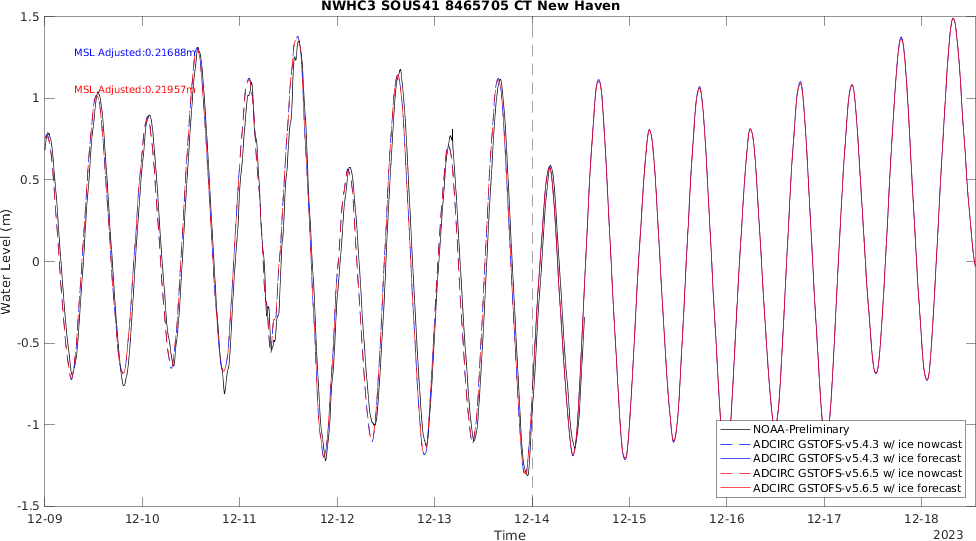 NWHC3 SOUS41 8465705 CT New Haven
1.5
MSL Adjusted:0.21688m
MSL Adjusted:0.21957m
1
0.5
Water Level (m)
0
-0.5
-1
-1.5
NOAA-Preliminary
ADCIRC GSTOFS-v5.4.3 w/ ice nowcast
ADCIRC GSTOFS-v5.4.3 w/ ice forecast
ADCIRC GSTOFS-v5.6.5 w/ ice nowcast
ADCIRC GSTOFS-v5.6.5 w/ ice forecast
12-09 12-10 12-11 12-12 12-13 12-14 12-15 12-16 12-17 12-18
Time
2023